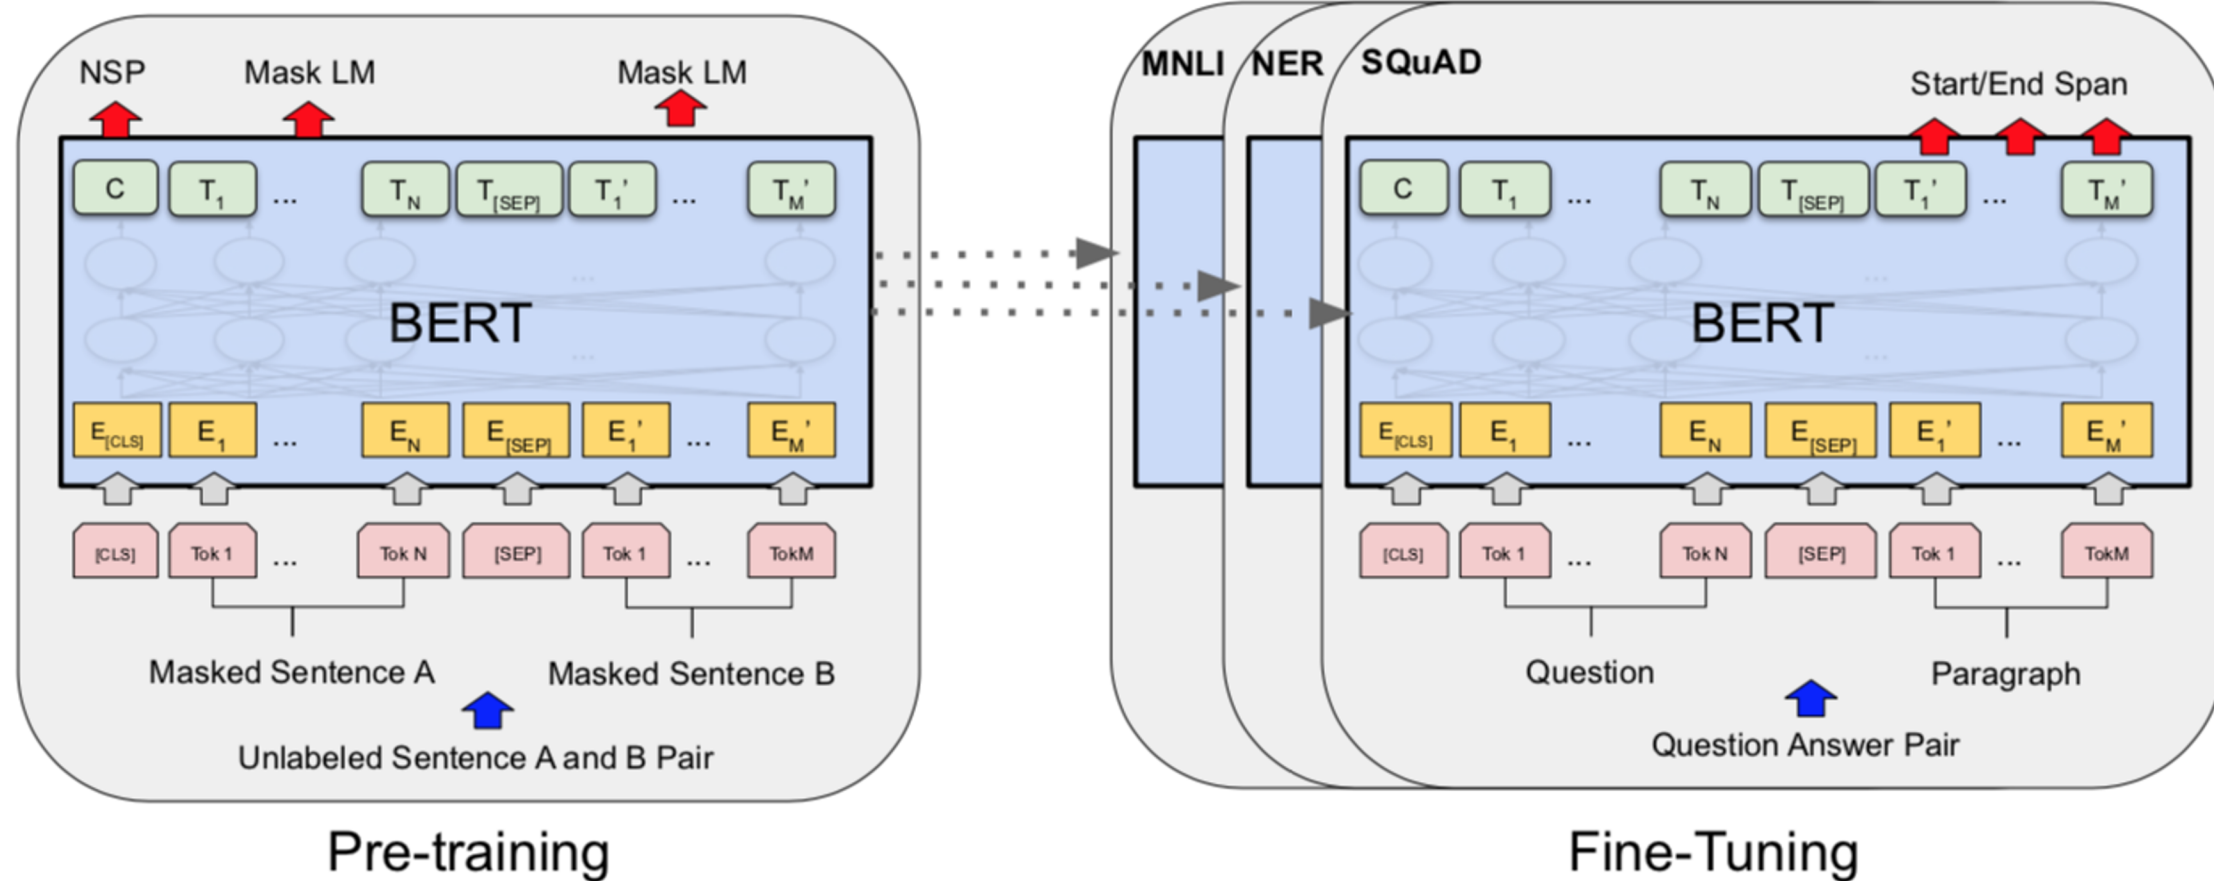 NSP Mask LM Mask LM
C T1 ... TN T[SEP] T1’ ... TM’
...
BERT
...
E[CLS] E1 ... EN E[SEP] E1’ ... EM’
[CLS] Tok 1 ... Tok N [SEP] Tok 1 ... TokM
Masked Sentence A Masked Sentence B
Unlabeled Sentence A and B Pair
Pre-training
MNLI NER SQuAD
Start/End Span
C T1 ... TN T[SEP] T1’ ... TM’
...
BERT
...
E[CLS] E1 ... EN E[SEP] E1’ ... EM’
[CLS] Tok 1 ... Tok N [SEP] Tok 1 ... TokM
Question Paragraph
Question Answer Pair
Fine-Tuning